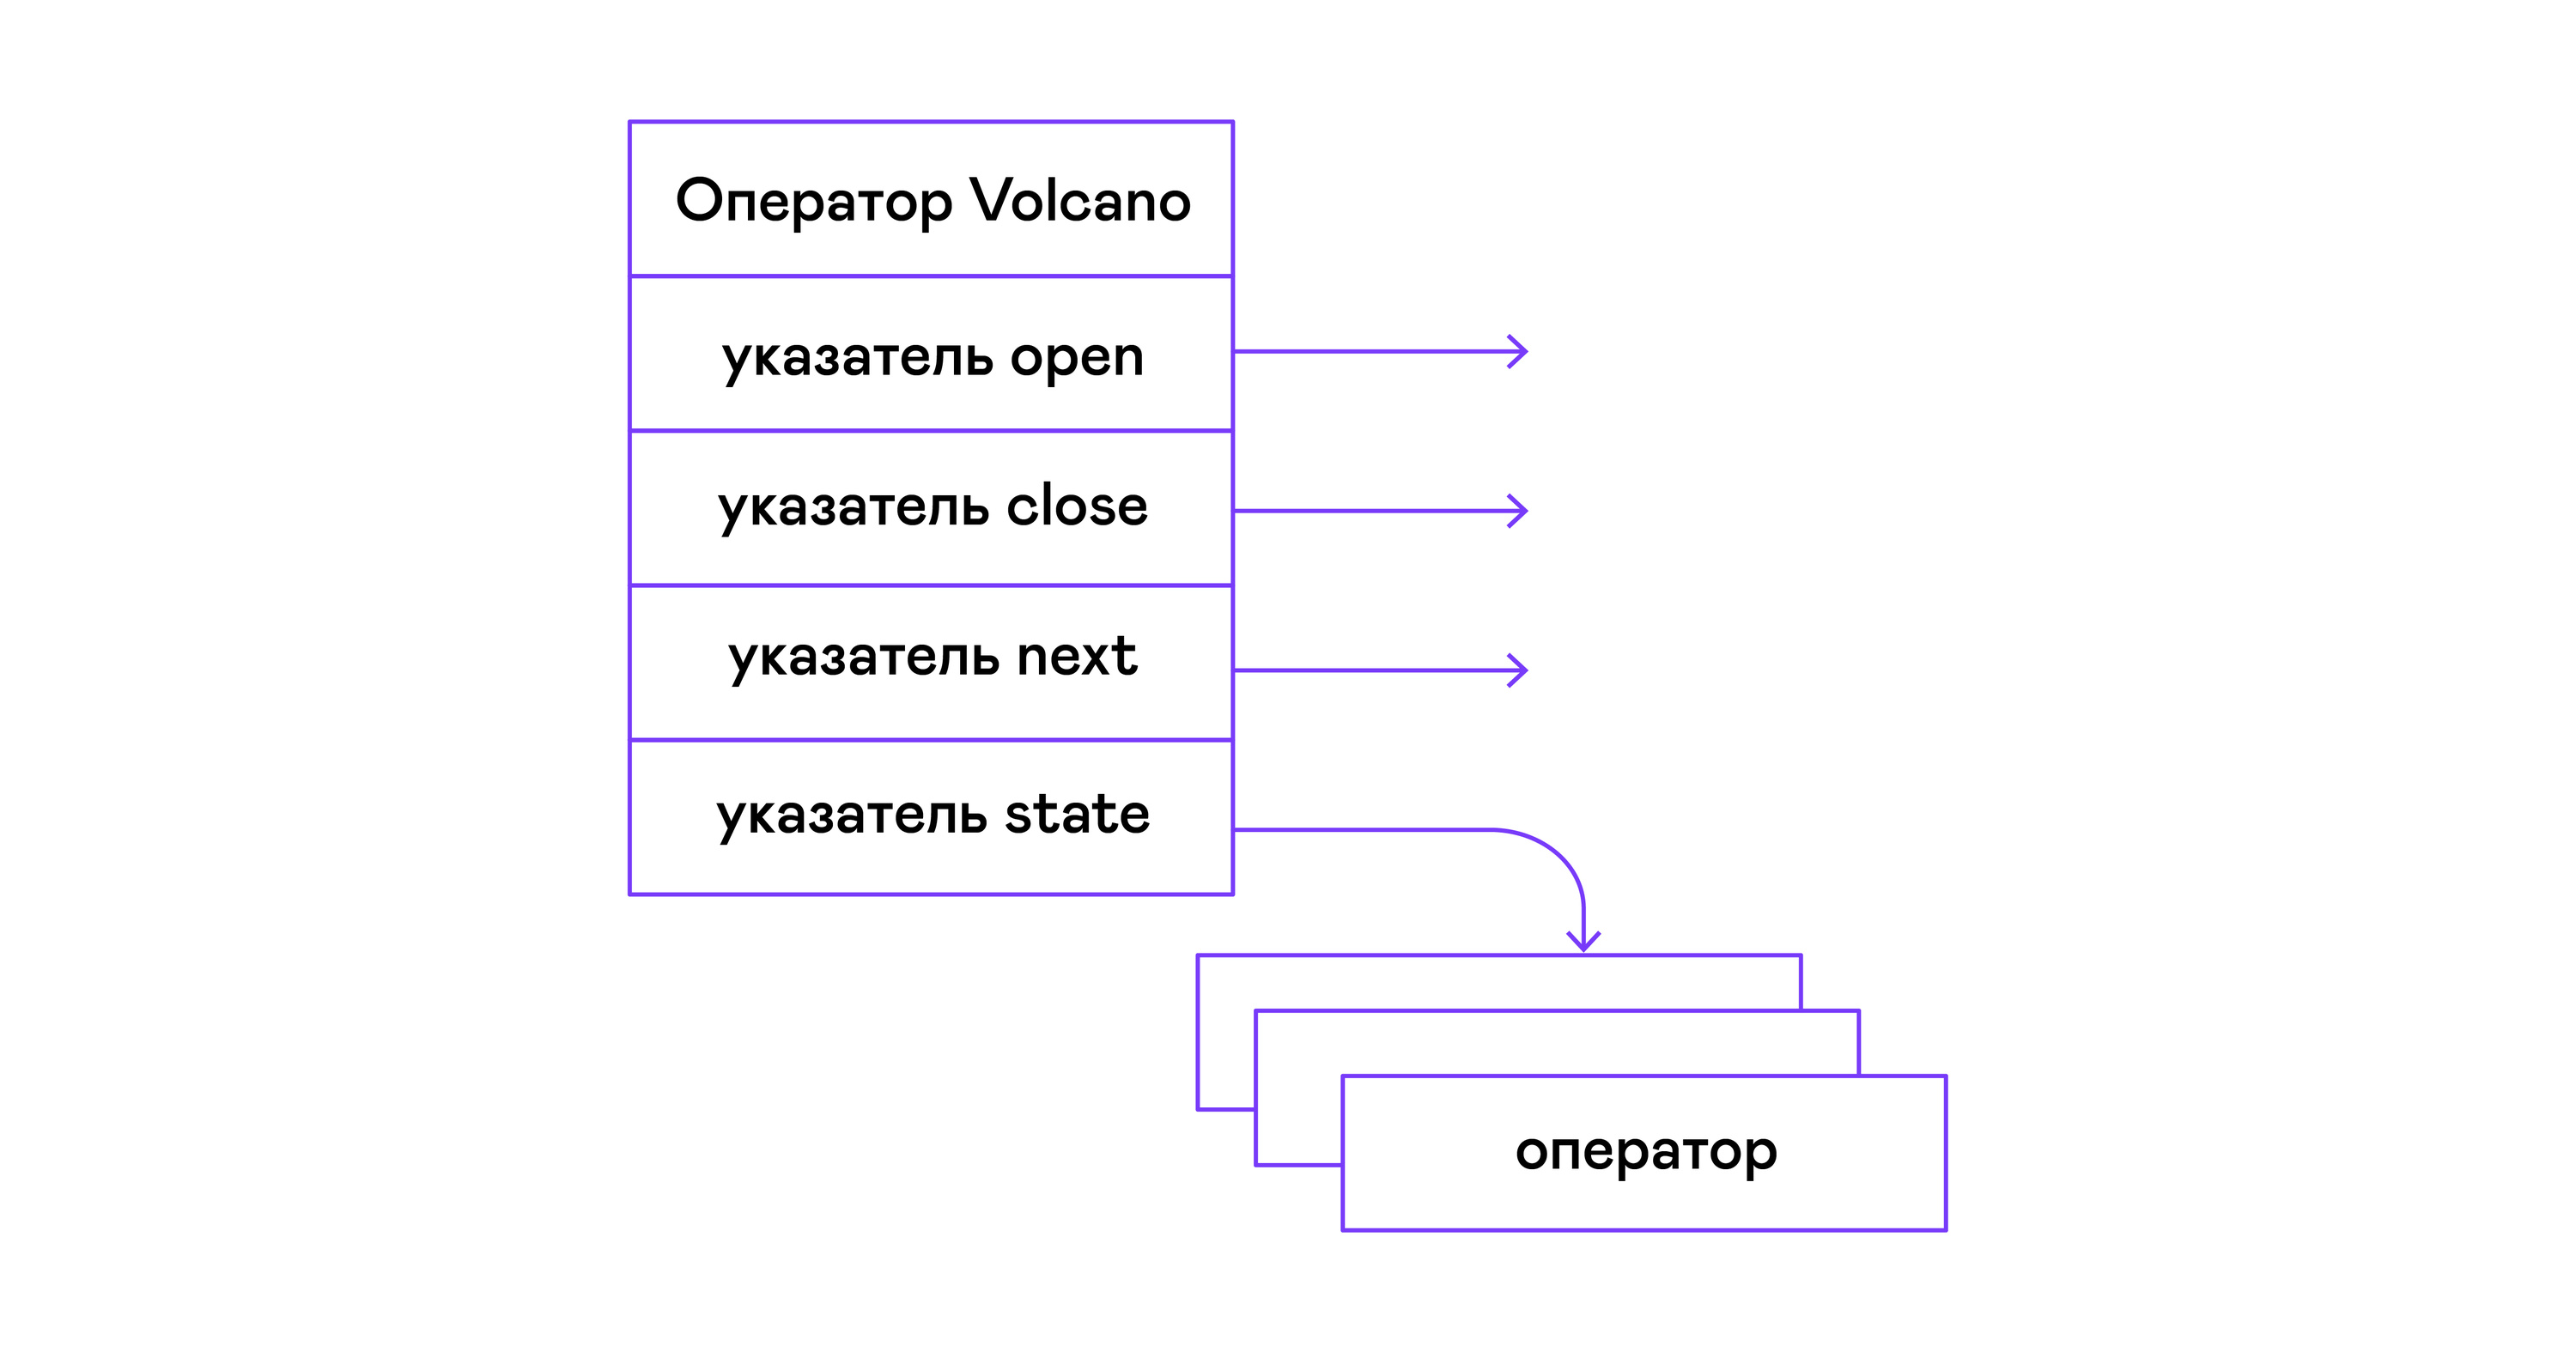 Оператор Volcano
указатель open
указатель close
указатель next
указатель state
оператор